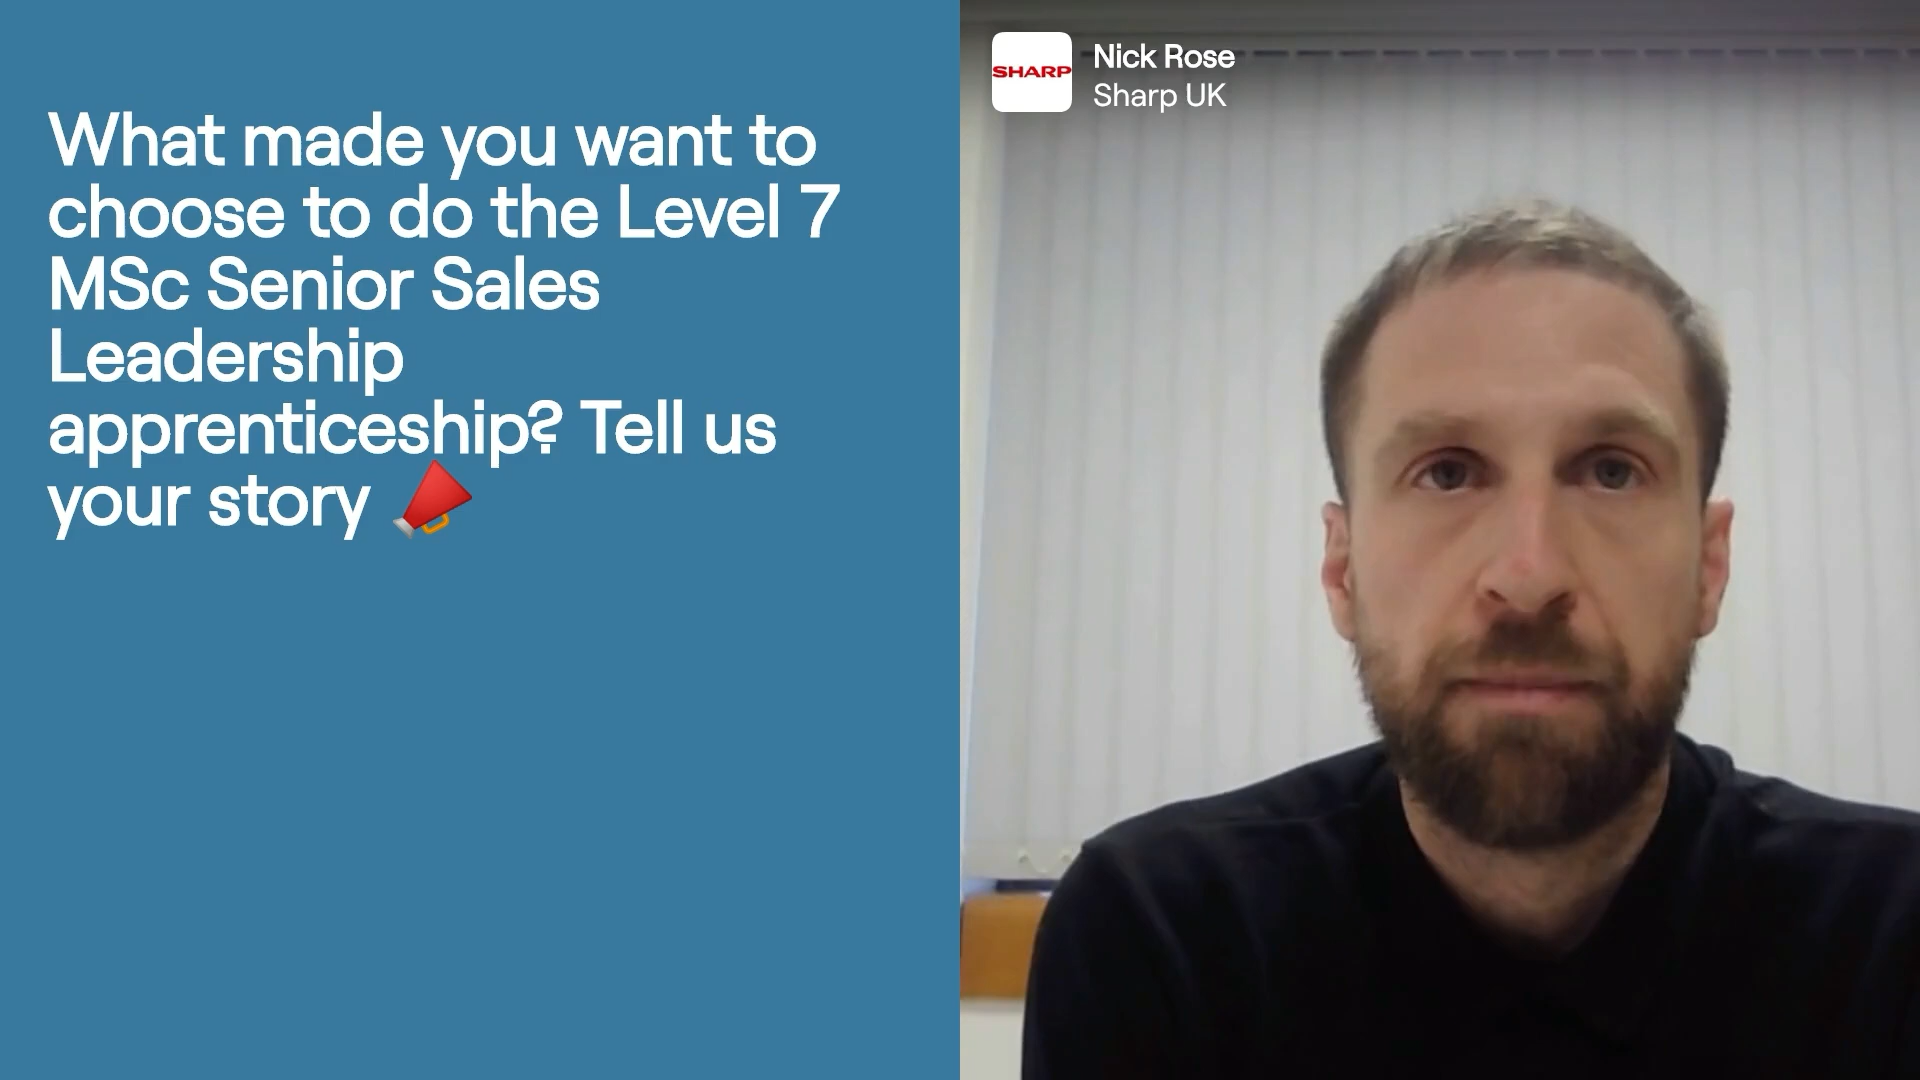 What made you want to
choose to do the Level 7
MSc Senior Sales
Leadership
apprenticeship? Tell us
your story 📣
SHARP
Nick Rose
Sharp UK